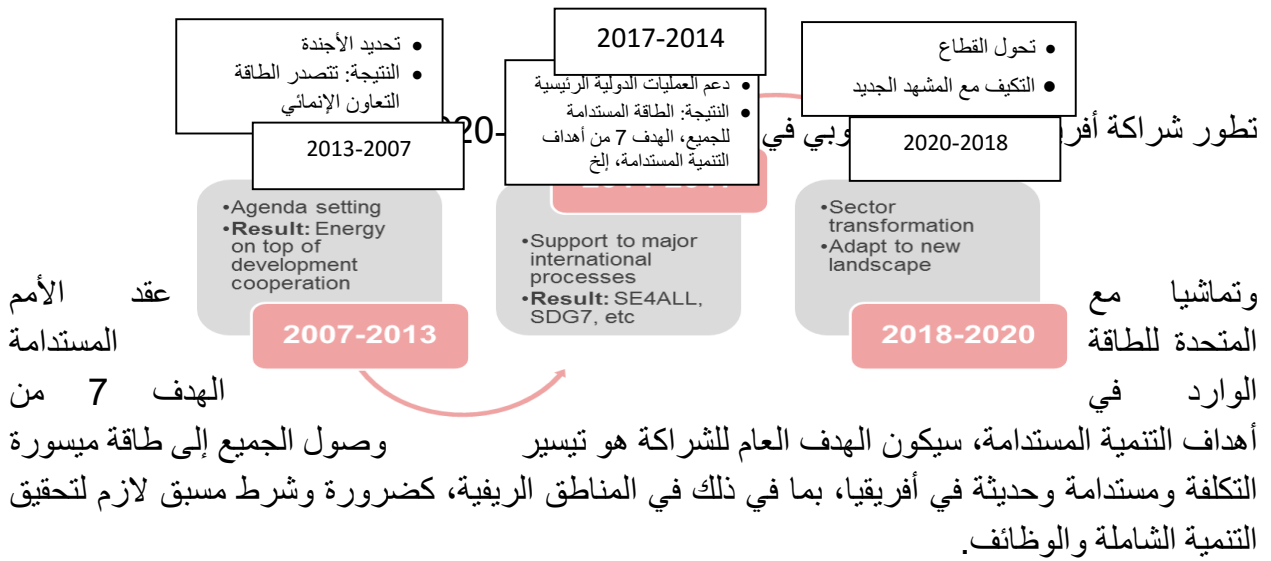 2017-2014
• تحديد الأجندة
• النتيجة: تتصدر الطاقة
التعاون الإنمائي
2013-2007
• دعم العمليات الدولية الرئيسية
• النتيجة: الطاقة المستدامة
للجميع، الهدف 7 من أهداف
التنمية المستدامة، إلخ
• تحول القطاع
• التكيف مع المشهد الجديد
2020-2018
تطور شراكة
وبي في
•Agenda setting
•Result: Energy
on top of
development
cooperation
2007-2013
•Support to major
international
processes
•Result: SE4ALL,
SDG7, etc
•Sector
transformation
•Adapt to new
landscape
2018-2020
وتماشيا مع عقد الأمم
المتحدة للطاقة المستدامة
الوارد في الهدف 7 من
أهداف التنمية المستدامة، سيكون الهدف العام للشراكة هو تيسير وصول الجميع إلى طاقة ميسورة
التكلفة ومستدامة وحديثة في أفريقيا، بما في ذلك في المناطق الريفية، كضرورة وشرط مسبق لازم لتحقيق
التنمية الشاملة والوظائف.